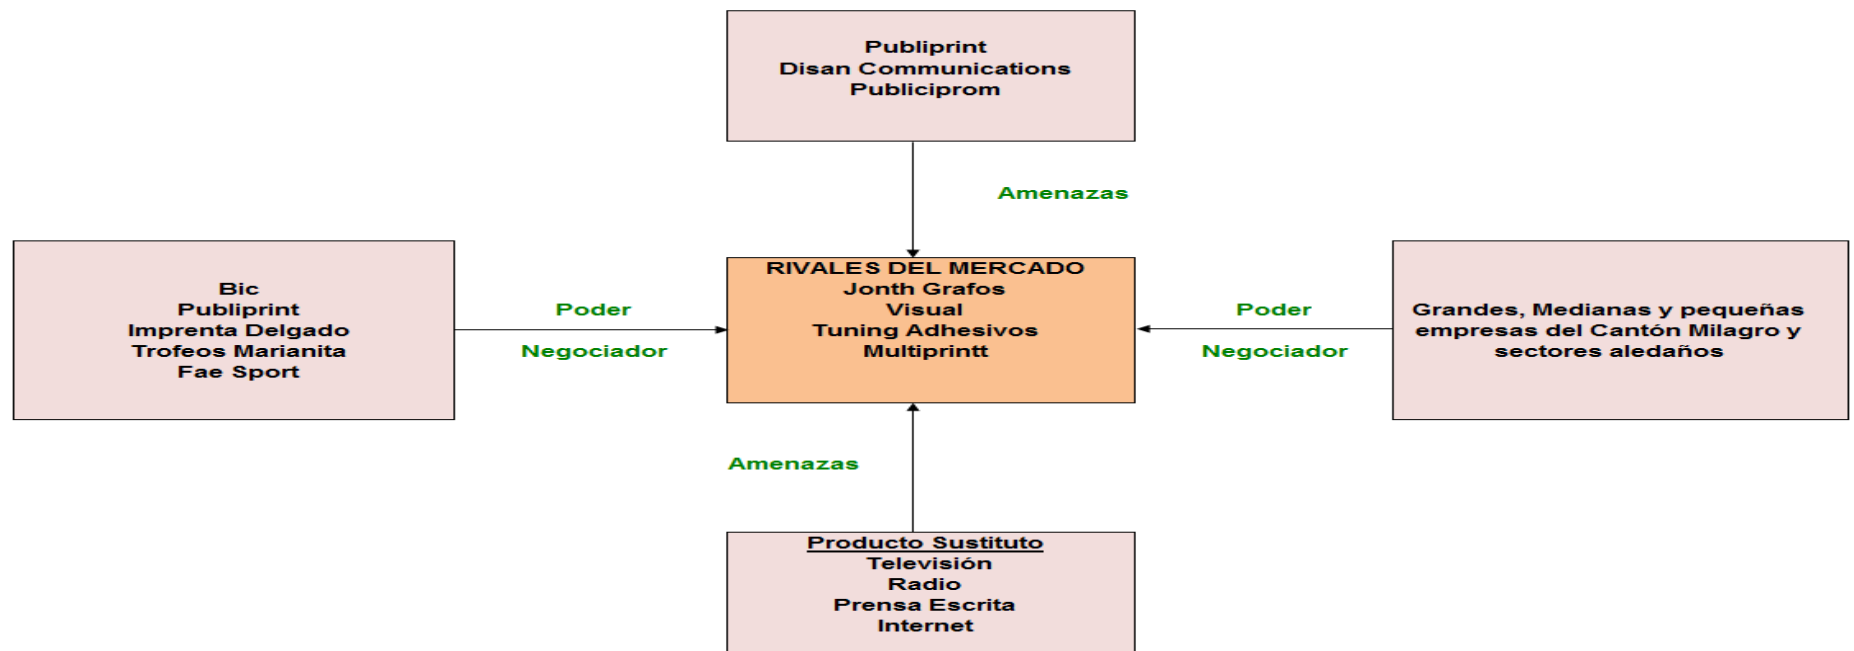 Publiprint
Disan Communications
Publiciprom
Amenazas
Bic
Publiprint
Imprenta Delgado
Trofeos Marianita
Fae Sport
Poder
Negociador
RIVALES DEL MERCADO
Jonth Grafos
Visual
Tuning Adhesivos
Multiprintt
Poder
Negociador
Grandes, Medianas y pequeñas
empresas del Cantón Milagro y
sectores aledaños
Amenazas
Producto Sustituto
Televisión
Radio
Prensa Escrita
Internet